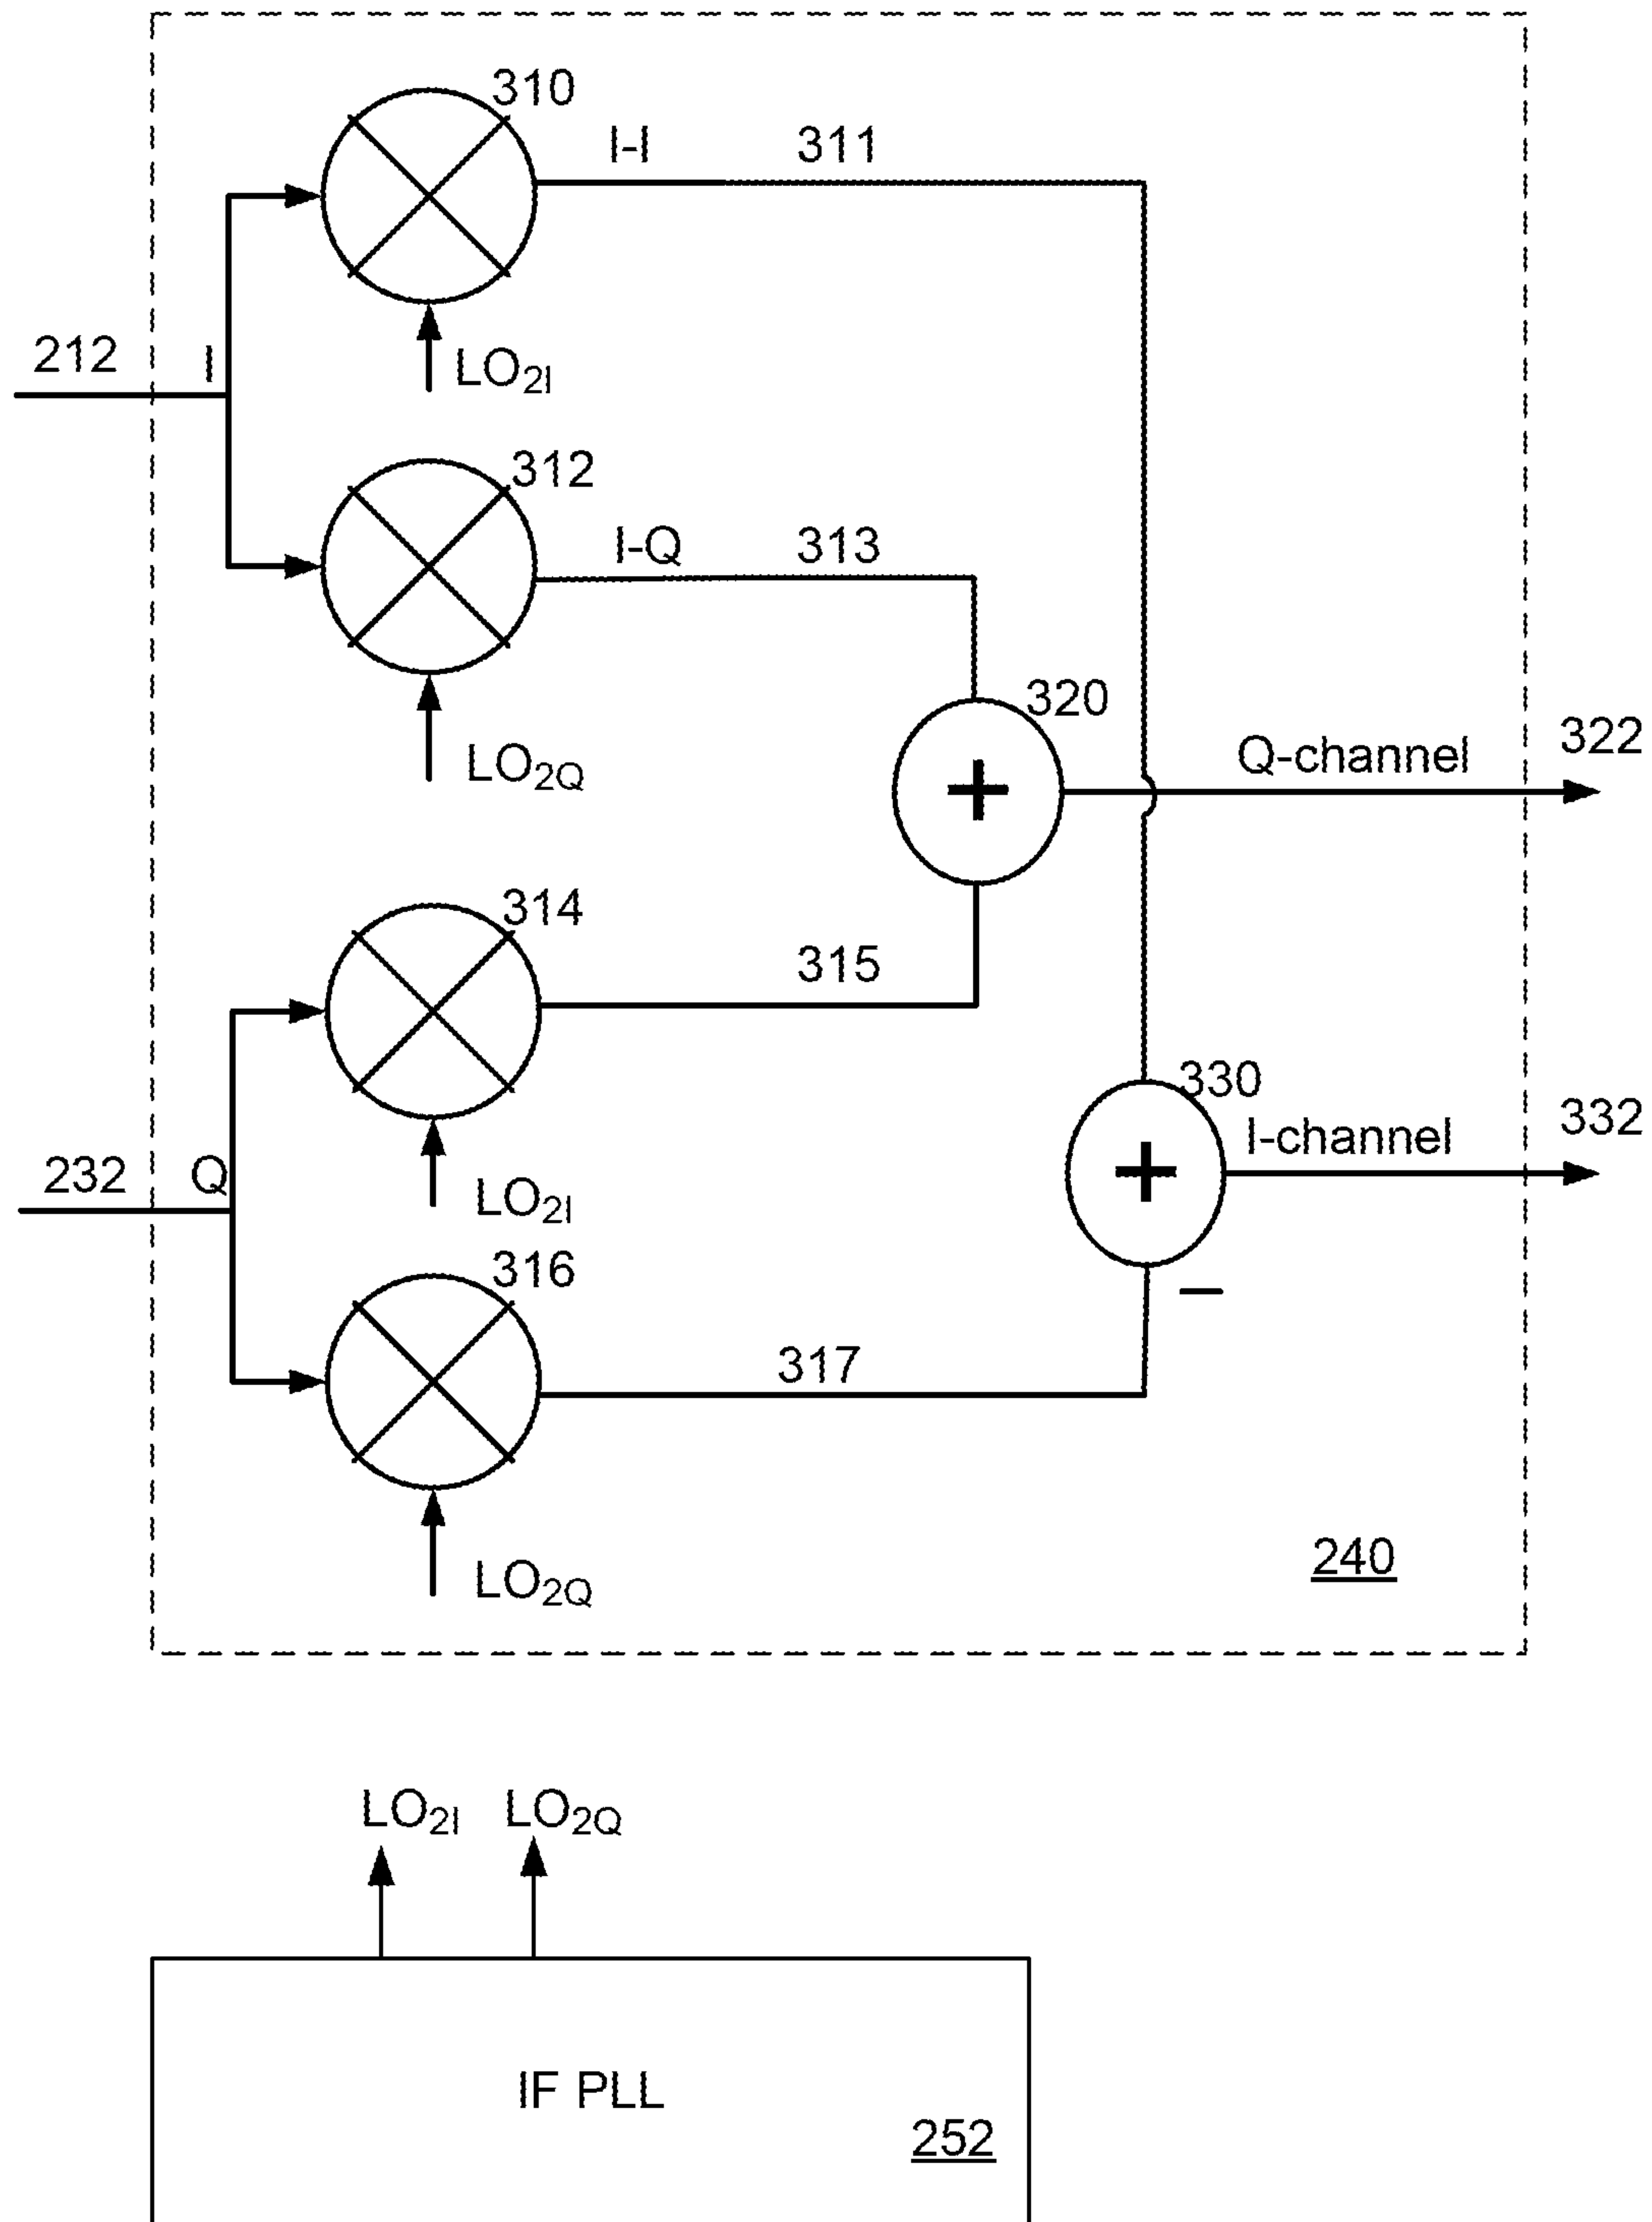 310
I-I 311
212 I
LO2I
312
I-Q 313
LO2Q
320
Q-channel 322
314
315
232 Q
LO2I
330
I-channel 332
316
317
LO2Q
240
LO2I LO2Q
IF PLL
252
+
+
–